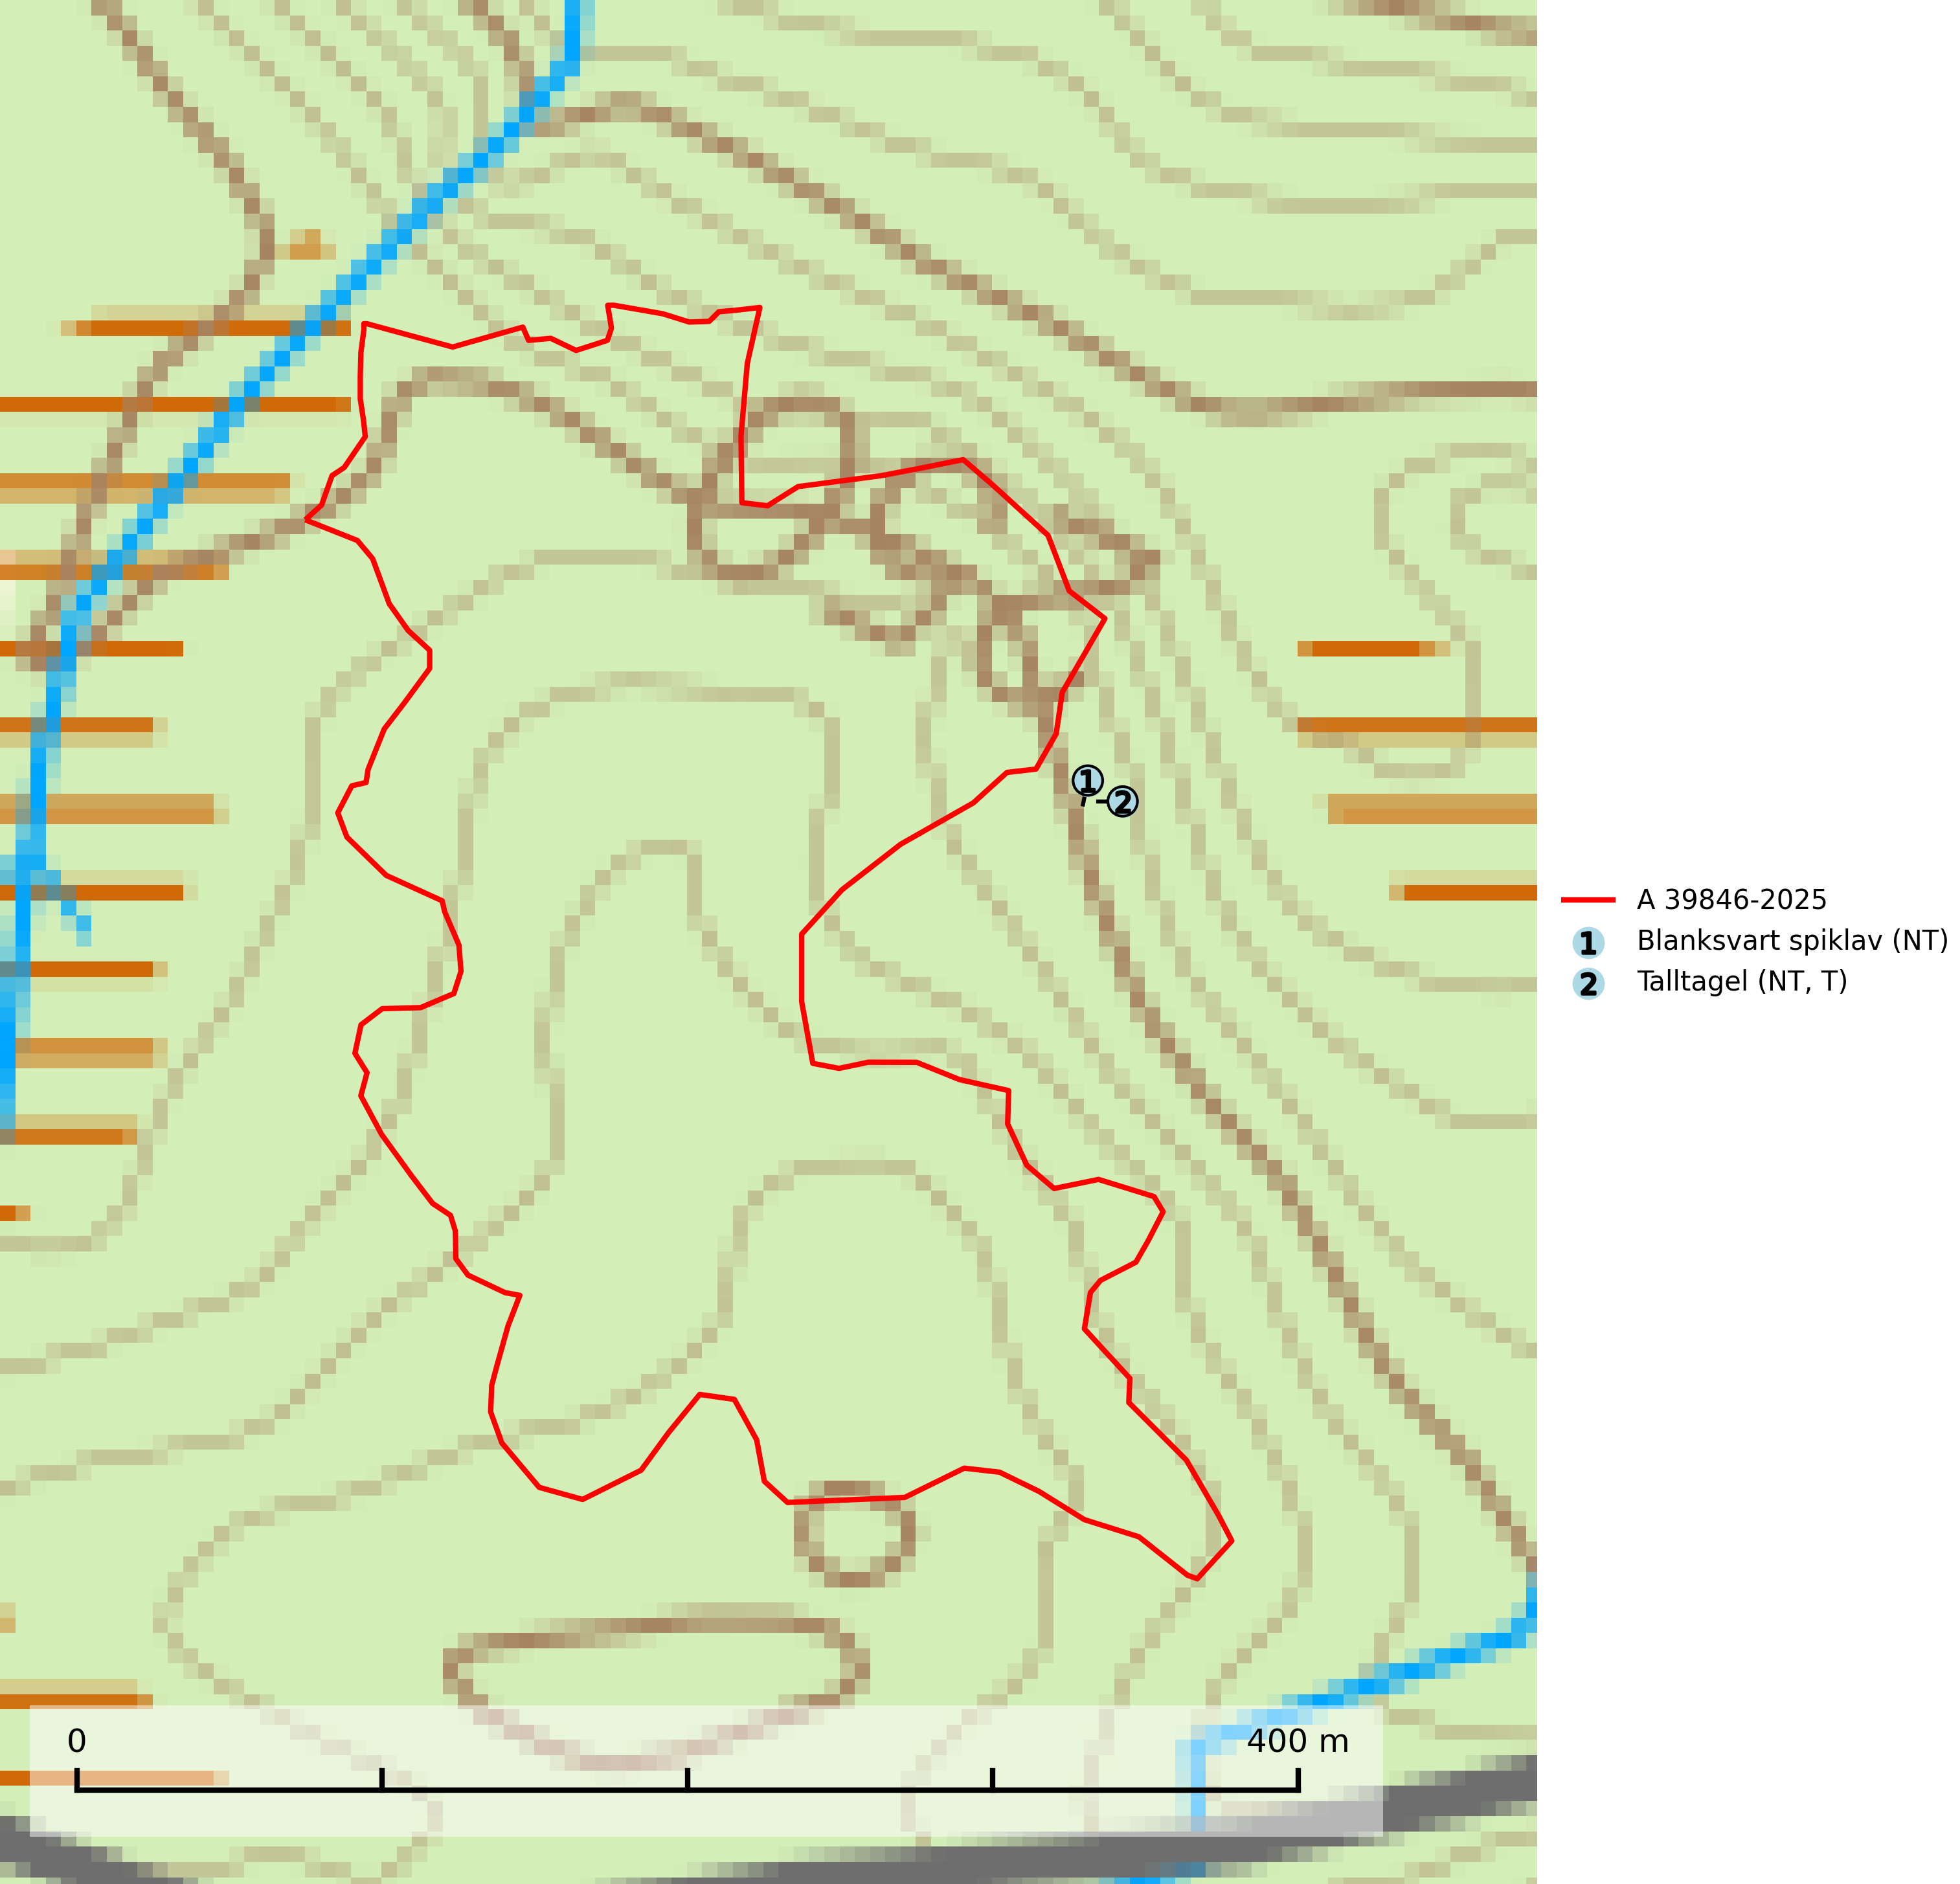 1
2
A 39846-2025
1 Blanksvart spiklav (NT)
2 Talltagel (NT, T)
0 400 m